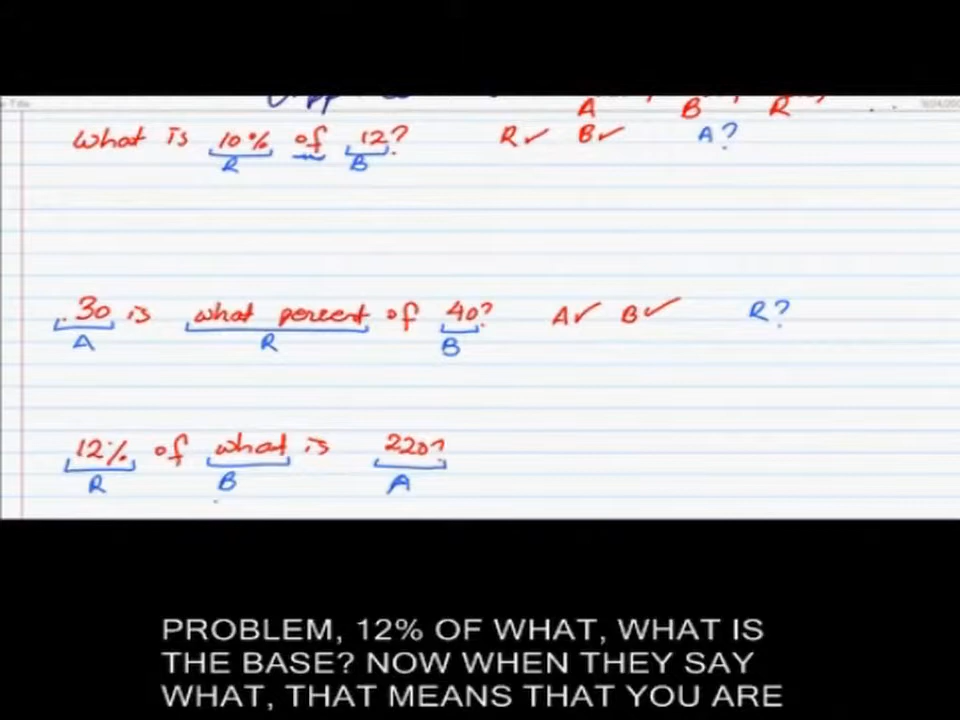 A B R
What is 10% of 12? R✓ B✓ A?
R B
30 is what percent of 40? A✓ B✓ R?
A R B
12% of what is 220?
R B A
PROBLEM, 12% OF WHAT, WHAT IS
THE BASE? NOW WHEN THEY SAY
WHAT, THAT MEANS THAT YOU ARE